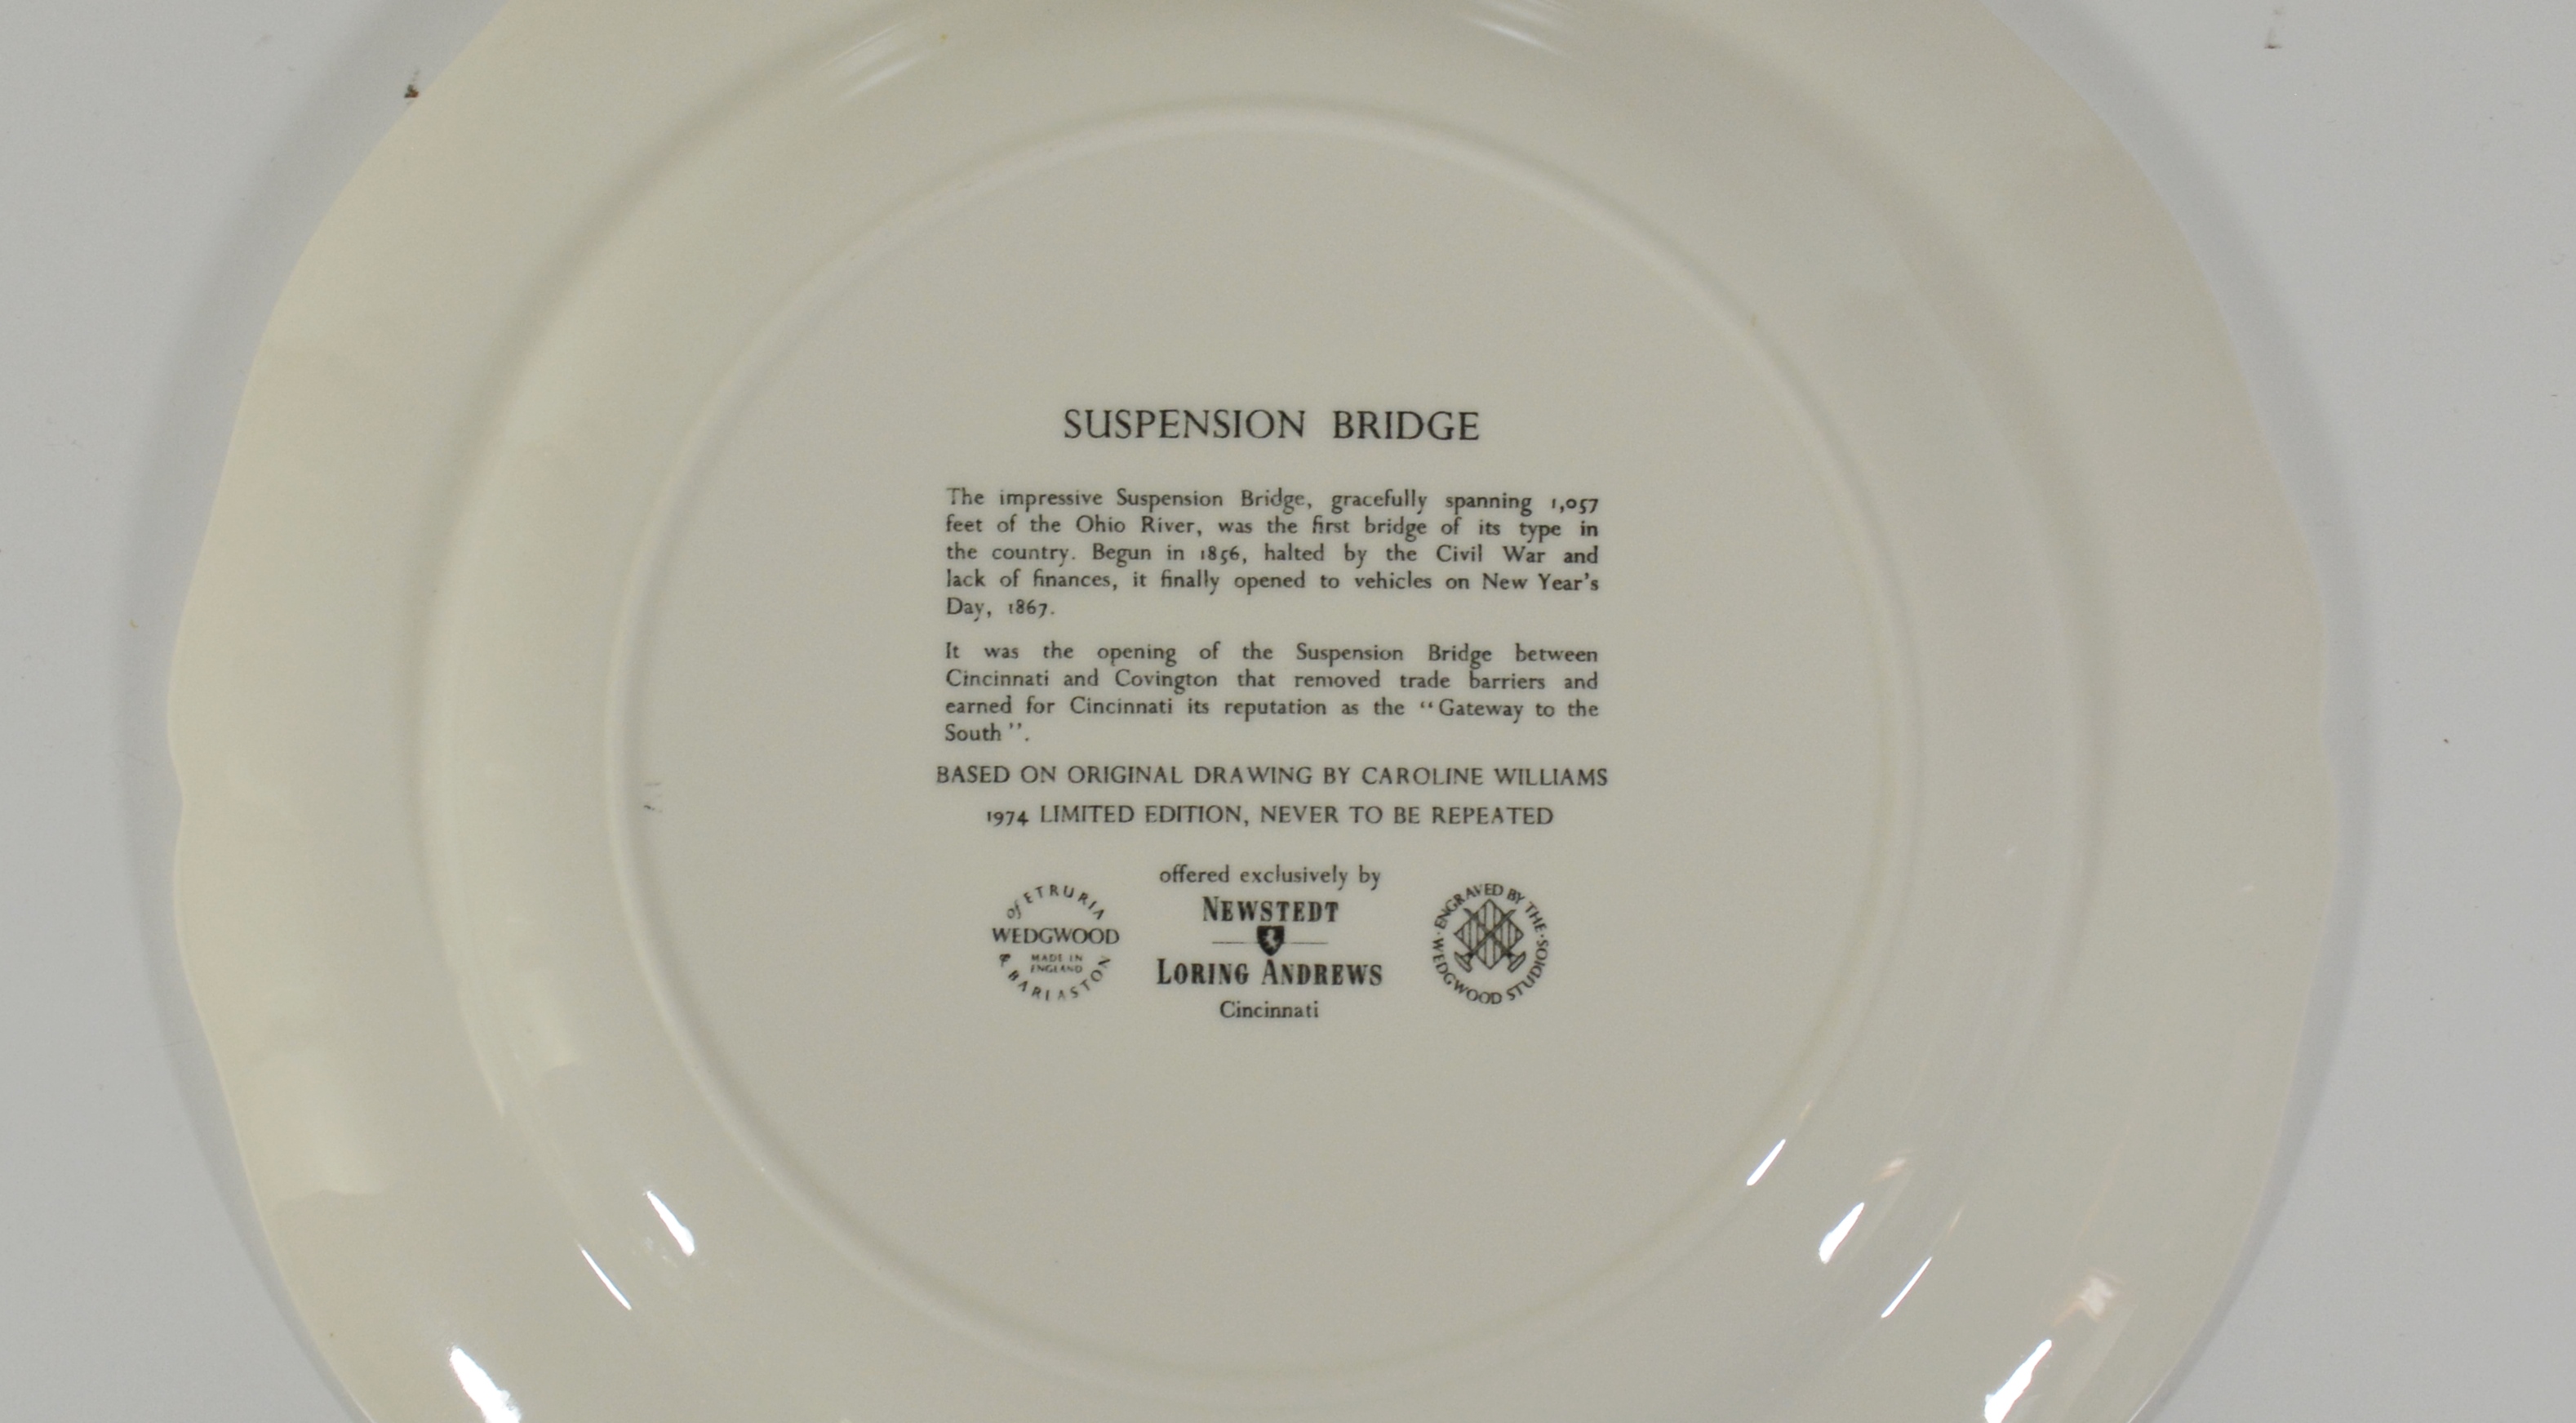 SUSPENSION BRIDGE
The impressive Suspension Bridge, gracefully spanning 1,057
feet of the Ohio River, was the first bridge of its type in
the country. Begun in 1856, halted by the Civil War and
lack of finances, it finally opened to vehicles on New Year's
Day, 1867.
It was the opening of the Suspension Bridge between
Cincinnati and Covington that removed trade barriers and
earned for Cincinnati its reputation as the "Gateway to the
South".
BASED ON ORIGINAL DRAWING BY CAROLINE WILLIAMS
1974 LIMITED EDITION, NEVER TO BE REPEATED
offered exclusively by
NEWSTEDT
LORING ANDREWS
Cincinnati
of ETRURIA
WEDGWOOD
MADE IN
ENGLAND
& BARLASTON
ENGRAVED BY THE
WEDGWOOD STUDIOS